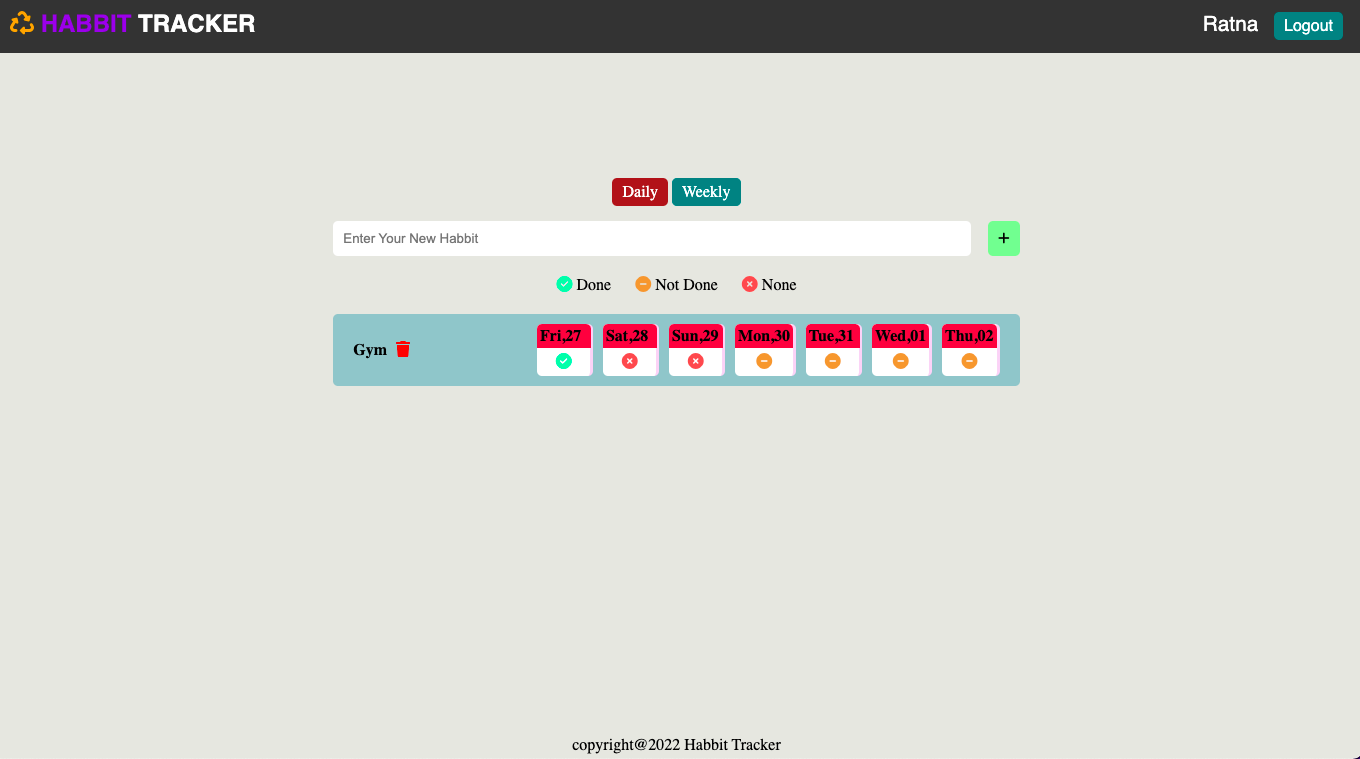 HABBIT TRACKER
Ratna Logout
Daily Weekly
Enter Your New Habbit +
Done Not Done None
Fri,27 Sat,28 Sun,29 Mon,30 Tue,31 Wed,01 Thu,02
Gym
copyright@2022 Habbit Tracker